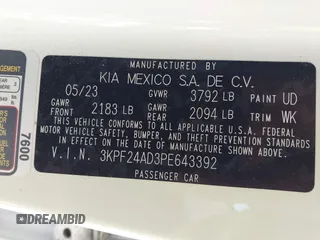 MANUFACTURED BY
KIA MEXICO S.A. DE C.V.
05/23 GVWR 3792 LB PAINT UD
GAWR FRONT 2183 LB GAWR REAR 2094 LB TRIM WK
THIS VEHICLE CONFORMS TO ALL APPLICABLE FEDERAL MOTOR
VEHICLE SAFETY, BUMPER, AND THEFT PREVENTION STANDARDS
IN EFFECT ON THE DATE OF MANUFACTURE SHOWN ABOVE.
V.I.N. 3KPF24AD3PE643392
PASSENGER CAR
7600
© DREAMBID
DREAMBID.COM